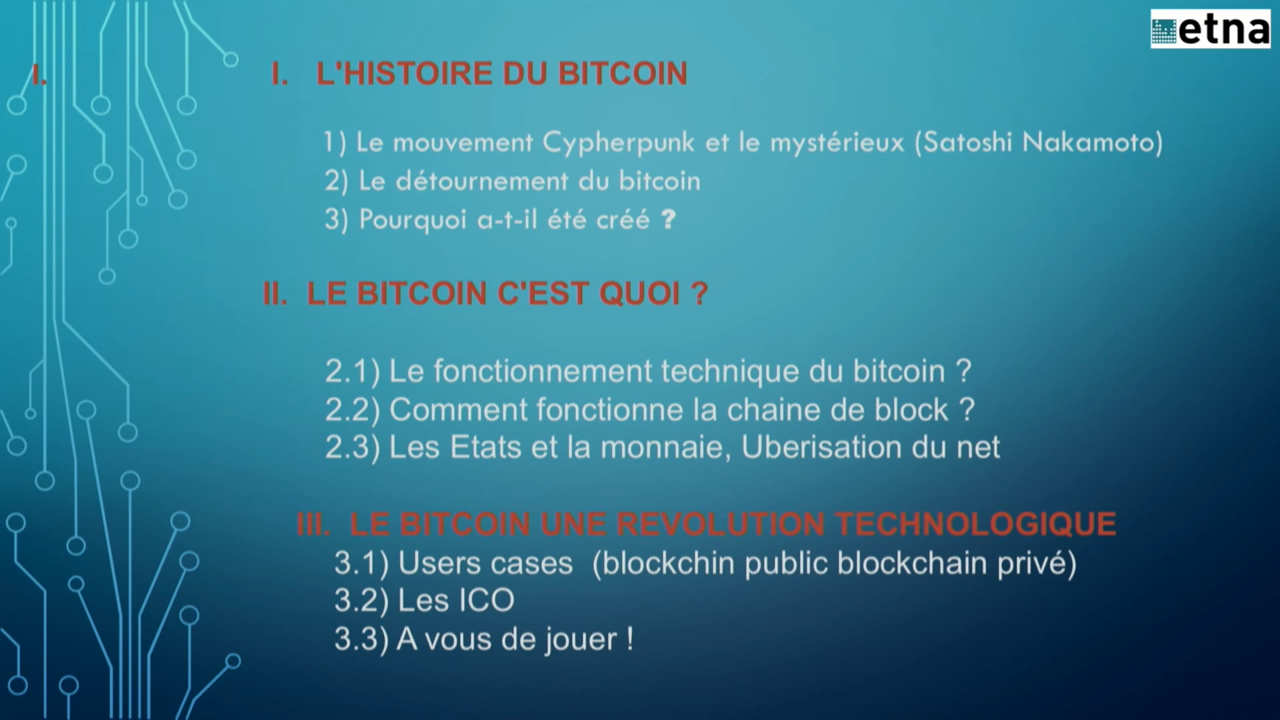 etna
I.
I. L'HISTOIRE DU BITCOIN
1) Le mouvement Cypherpunk et le mystérieux (Satoshi Nakamoto)
2) Le détournement du bitcoin
3) Pourquoi a-t-il été créé ?
II. LE BITCOIN C'EST QUOI ?
2.1) Le fonctionnement technique du bitcoin ?
2.2) Comment fonctionne la chaine de block ?
2.3) Les Etats et la monnaie, Uberisation du net
III. LE BITCOIN UNE REVOLUTION TECHNOLOGIQUE
3.1) Users cases (blockchin public blockchain privé)
3.2) Les ICO
3.3) A vous de jouer !